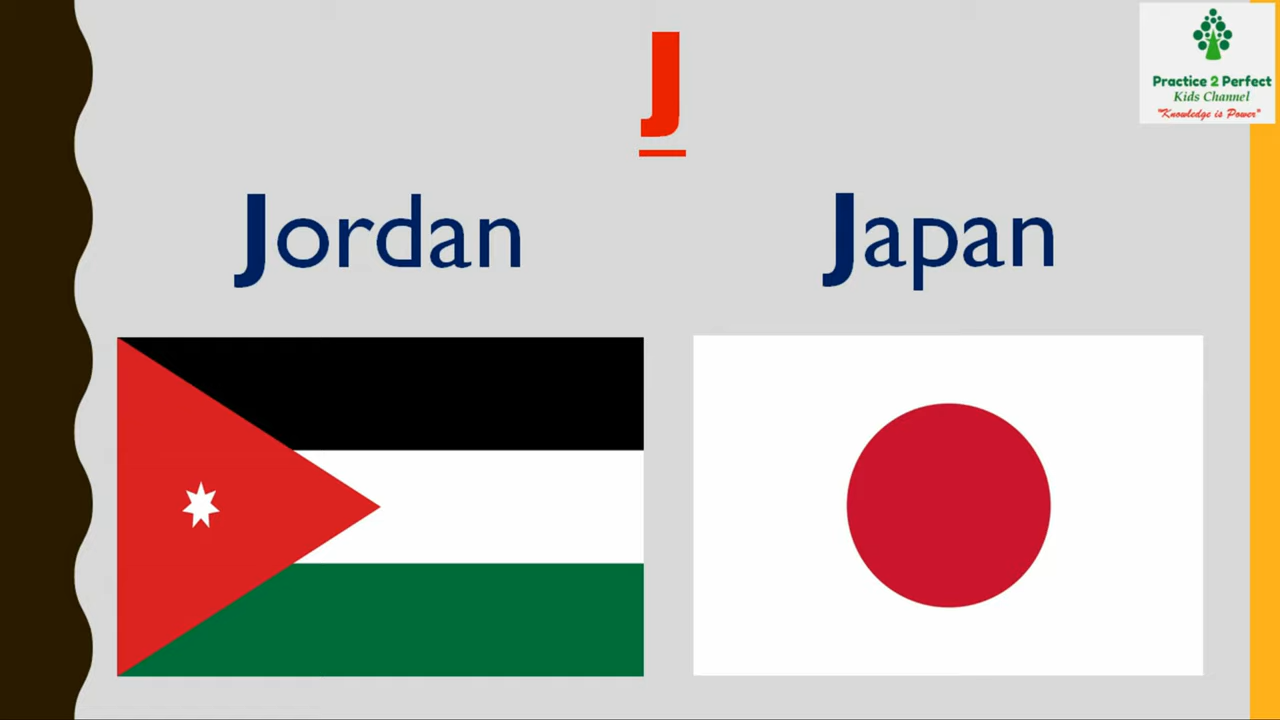 J
Jordan
Japan
Practice 2 Perfect
Kids Channel
"Knowledge is Power"